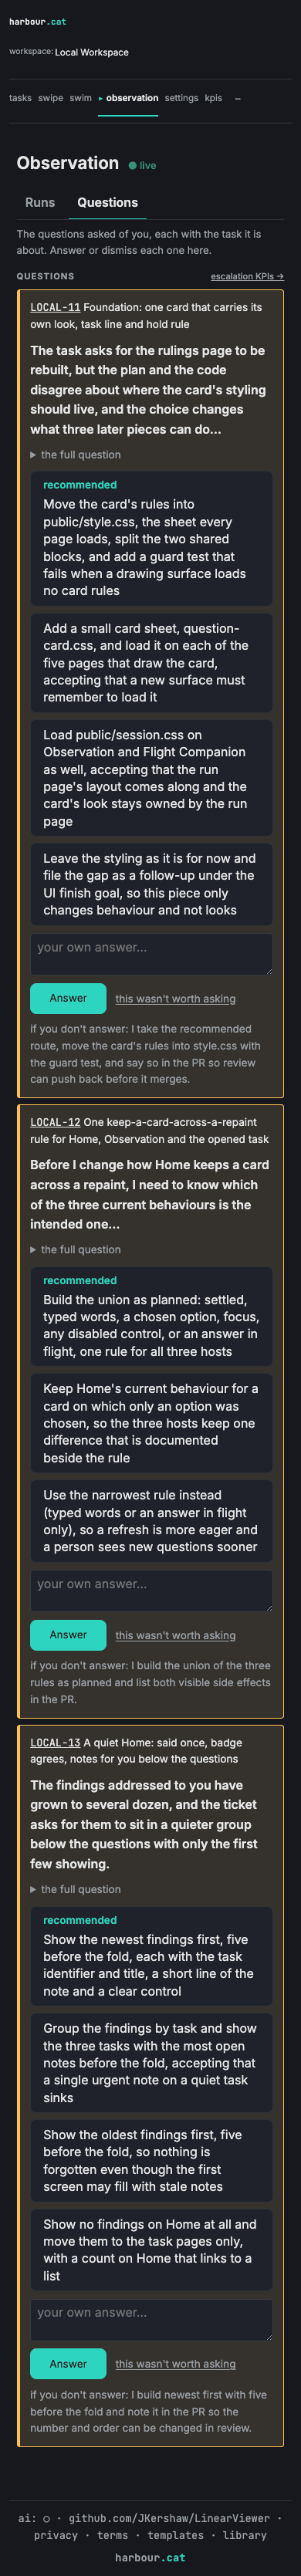 harbour.cat
workspace: Local Workspace
tasks swipe swim ▸ observation settings kpis ⋯
Observation ● live
Runs Questions
The questions asked of you, each with the task it is
about. Answer or dismiss each one here.
QUESTIONS escalation KPIs →
LOCAL-11 Foundation: one card that carries its
own look, task line and hold rule
The task asks for the rulings page to be
rebuilt, but the plan and the code
disagree about where the card's styling
should live, and the choice changes
what three later pieces can do…
▶ the full question
recommended
Move the card's rules into
public/style.css, the sheet every
page loads, split the two shared
blocks, and add a guard test that
fails when a drawing surface loads
no card rules
Add a small card sheet, question-
card.css, and load it on each of the
five pages that draw the card,
accepting that a new surface must
remember to load it
Load public/session.css on
Observation and Flight Companion
as well, accepting that the run
page's layout comes along and the
card's look stays owned by the run
page
Leave the styling as it is for now and
file the gap as a follow-up under the
UI finish goal, so this piece only
changes behaviour and not looks
your own answer...
Answer this wasn't worth asking
if you don't answer: I take the recommended
route, move the card's rules into style.css with
the guard test, and say so in the PR so review
can push back before it merges.
LOCAL-12 One keep-a-card-across-a-repaint
rule for Home, Observation and the opened task
Before I change how Home keeps a card
across a repaint, I need to know which
of the three current behaviours is the
intended one…
▶ the full question
recommended
Build the union as planned: settled,
typed words, a chosen option, focus,
any disabled control, or an answer in
flight, one rule for all three hosts
Keep Home's current behaviour for a
card on which only an option was
chosen, so the three hosts keep one
difference that is documented
beside the rule
Use the narrowest rule instead
(typed words or an answer in flight
only), so a refresh is more eager and
a person sees new questions sooner
your own answer...
Answer this wasn't worth asking
if you don't answer: I build the union of the three
rules as planned and list both visible side effects
in the PR.
LOCAL-13 A quiet Home: said once, badge
agrees, notes for you below the questions
The findings addressed to you have
grown to several dozen, and the ticket
asks for them to sit in a quieter group
below the questions with only the first
few showing.
▶ the full question
recommended
Show the newest findings first, five
before the fold, each with the task
identifier and title, a short line of the
note and a clear control
Group the findings by task and show
the three tasks with the most open
notes before the fold, accepting that
a single urgent note on a quiet task
sinks
Show the oldest findings first, five
before the fold, so nothing is
forgotten even though the first
screen may fill with stale notes
Show no findings on Home at all and
move them to the task pages only,
with a count on Home that links to a
list
your own answer...
Answer this wasn't worth asking
if you don't answer: I build newest first with five
before the fold and note it in the PR so the
number and order can be changed in review.
ai: ○ · github.com/JKershaw/LinearViewer ·
privacy · terms · templates · library
harbour.cat